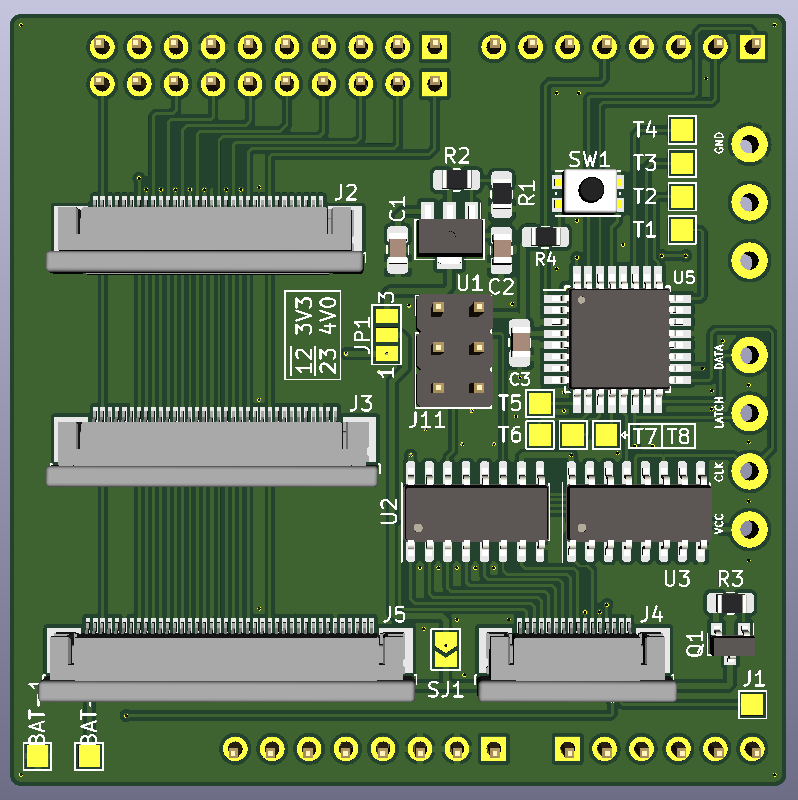 T4
GND
R2
SW1
T3
J2
R1
T2
C1
T1
R4
U5
U1
C2
3
12 3V3
23 4V0
JP1
1
DATA
C3
J3
J11
T5
LATCH
T6
T7 T8
CLK
U2
VCC
U3
R3
J5
J4
Q1
SJ1
J1
1
BAT-
BAT